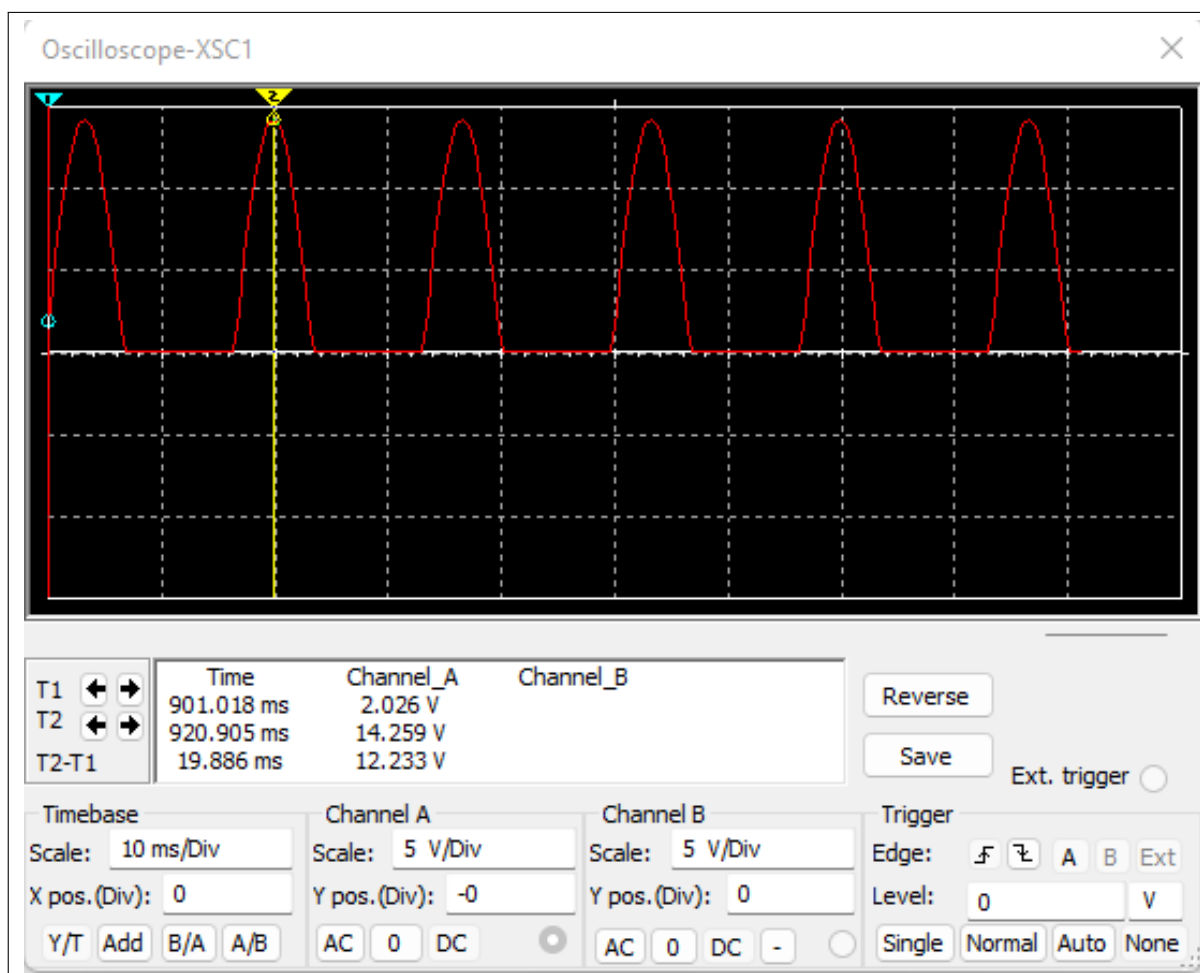 Oscilloscope-XSC1
1 2
Time Channel_A Channel_B
T1 901.018 ms 2.026 V
T2 920.905 ms 14.259 V
T2-T1 19.886 ms 12.233 V
Reverse
Save
Ext. trigger
Timebase
Scale: 10 ms/Div
X pos.(Div): 0
Y/T Add B/A A/B
Channel A
Scale: 5 V/Div
Y pos.(Div): -0
AC 0 DC
Channel B
Scale: 5 V/Div
Y pos.(Div): 0
AC 0 DC -
Trigger
Edge: A B Ext
Level: 0 V
Single Normal Auto None